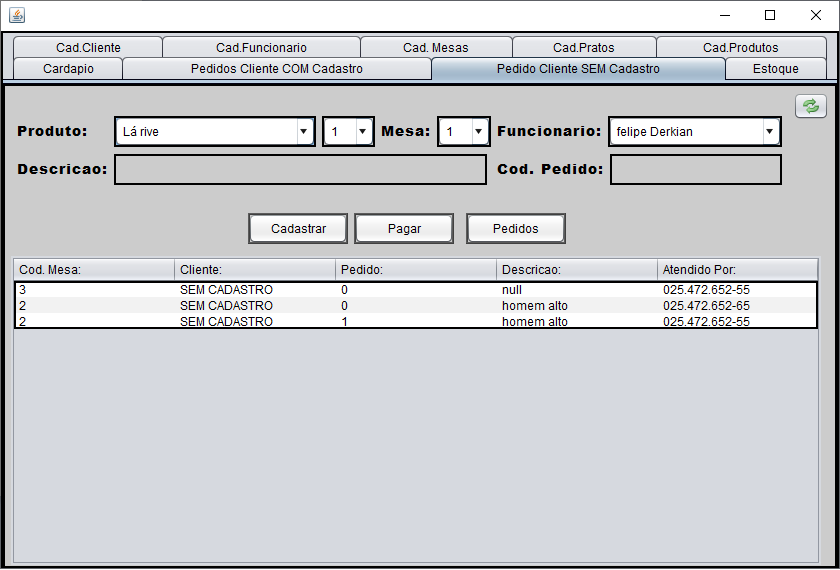 Cad.Cliente Cad.Funcionario Cad. Mesas Cad.Pratos Cad.Produtos
Cardapio Pedidos Cliente COM Cadastro Pedido Cliente SEM Cadastro Estoque
Produto: Lá rive 1 Mesa: 1 Funcionario: felipe Derkian
Descricao: Cod. Pedido:
Cadastrar Pagar Pedidos
Cod. Mesa: Cliente: Pedido: Descricao: Atendido Por:
3 SEM CADASTRO 0 null 025.472.652-55
2 SEM CADASTRO 0 homem alto 025.472.652-65
2 SEM CADASTRO 1 homem alto 025.472.652-55